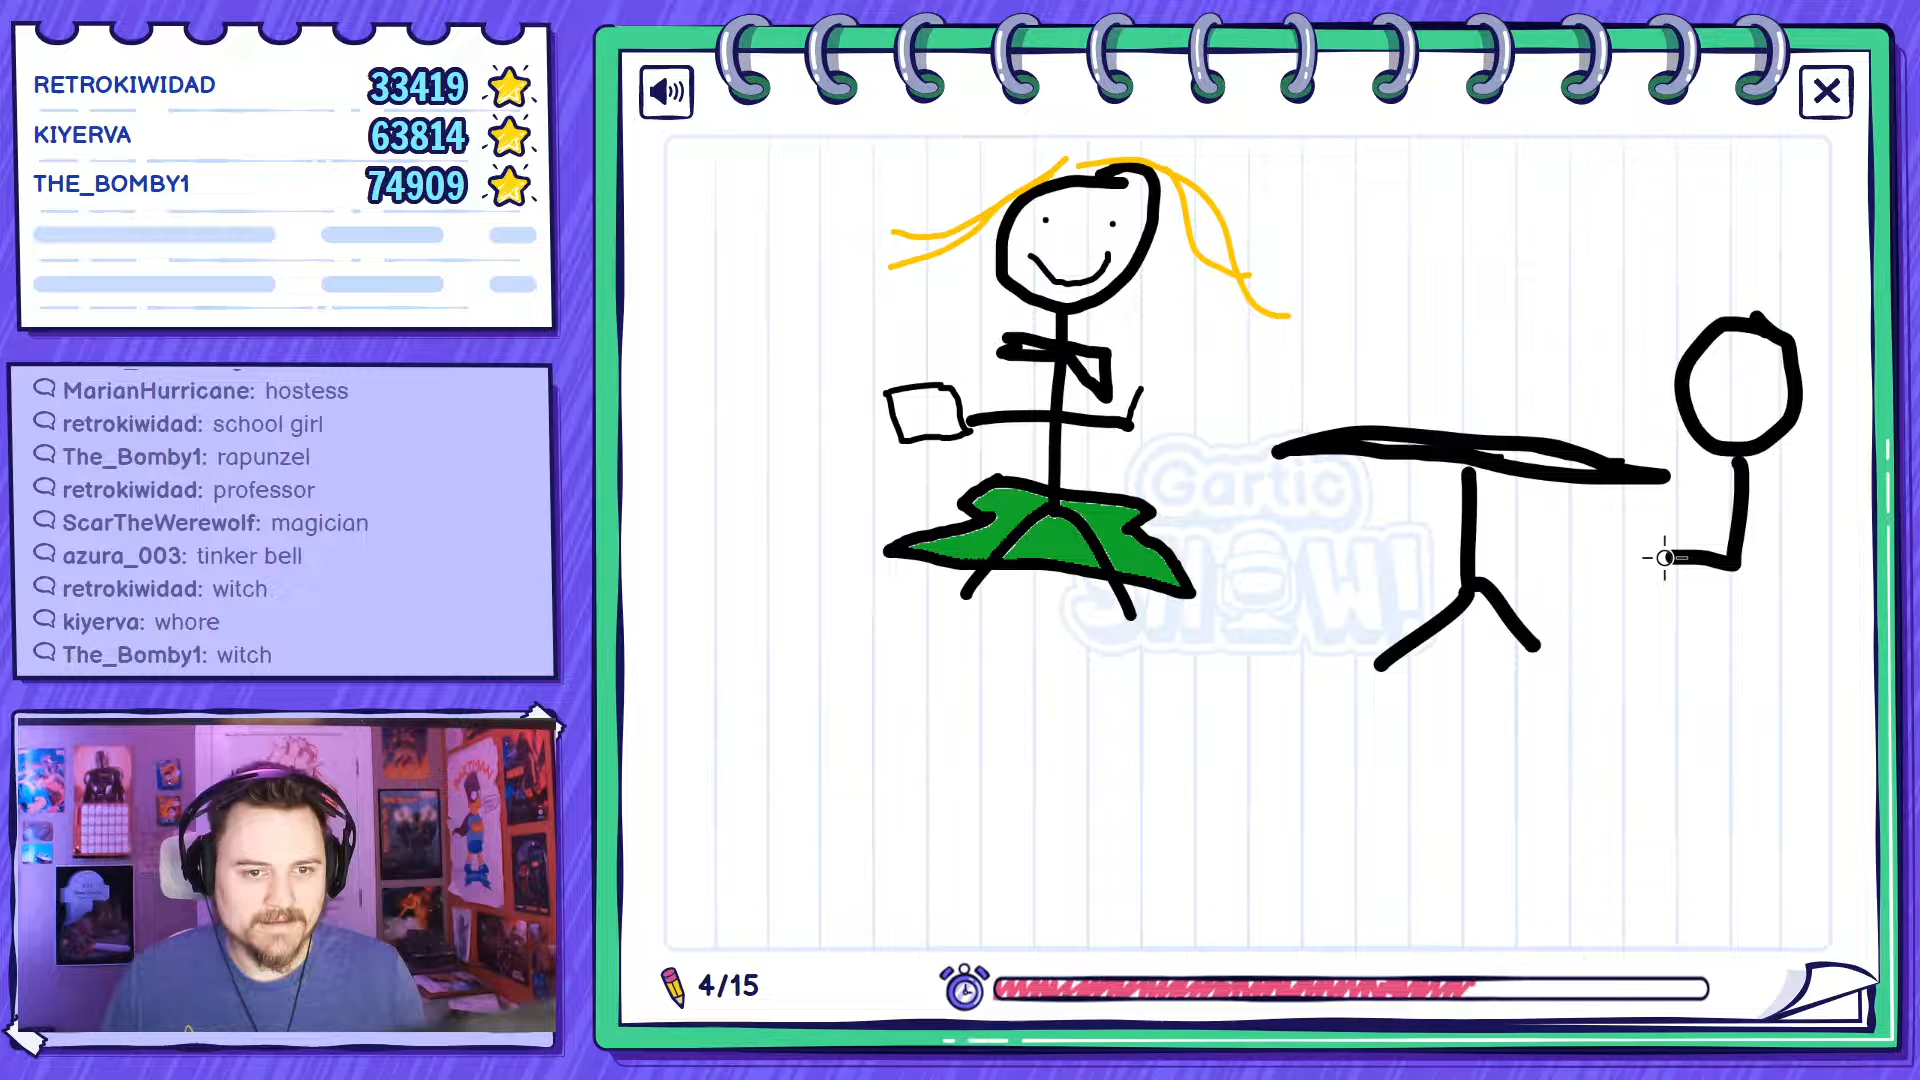 RETROKIWIDAD 33419
KIYERVA 63814
THE_BOMBY1 74909
MarianHurricane: hostess
retrokiwidad: school girl
The_Bomby1: rapunzel
retrokiwidad: professor
ScarTheWerewolf: magician
azura_003: tinker bell
retrokiwidad: witch
kiyerva: whore
The_Bomby1: witch
Gartic
SHOW!
4/15